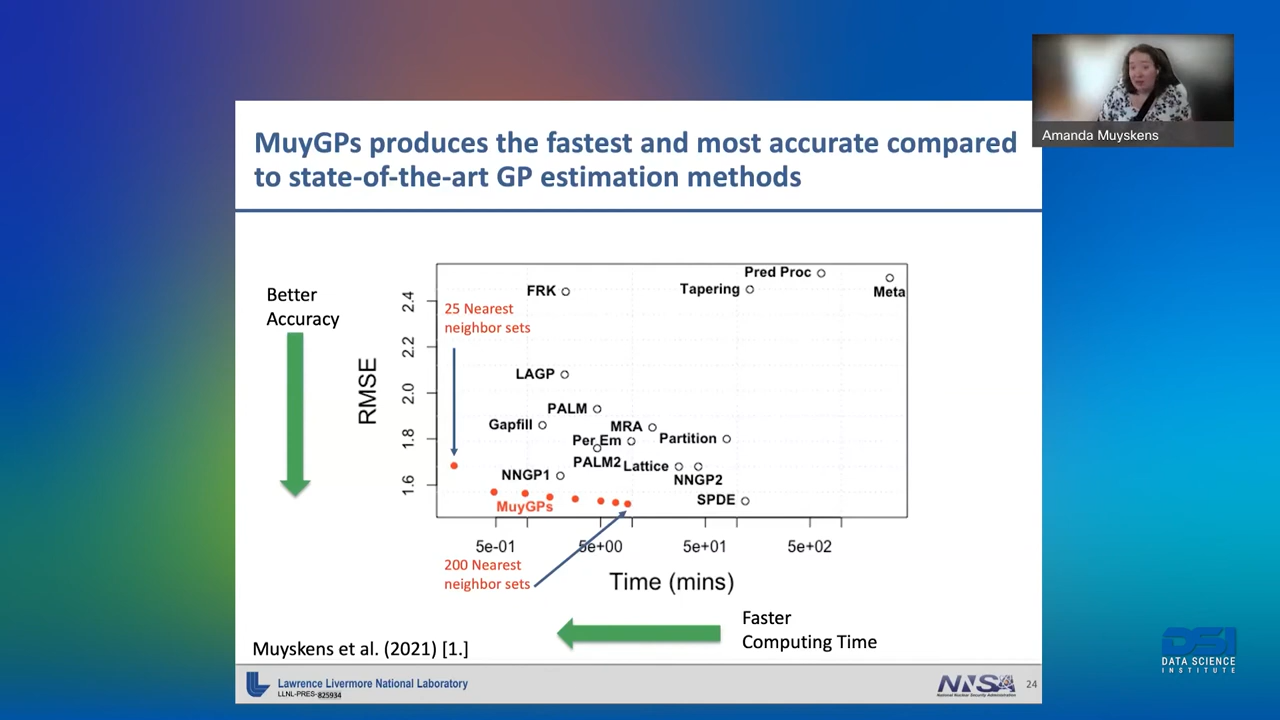 Amanda Muyskens
MuyGPs produces the fastest and most accurate compared
to state-of-the-art GP estimation methods
Better
Accuracy
25 Nearest
neighbor sets
RMSE
2.4
2.2
2.0
1.8
1.6
Pred Proc
Meta
Tapering
FRK
LAGP
PALM
Gapfill
MRA
Per Em
Partition
PALM2
Lattice
NNGP1
NNGP2
SPDE
MuyGPs
5e-01
5e+00
5e+01
5e+02
200 Nearest
neighbor sets
Time (mins)
Faster
Computing Time
Muyskens et al. (2021) [1.]
Lawrence Livermore National Laboratory
LLNL-PRES-825934
NNSA
National Nuclear Security Administration
24
DSI
DATA SCIENCE
INSTITUTE